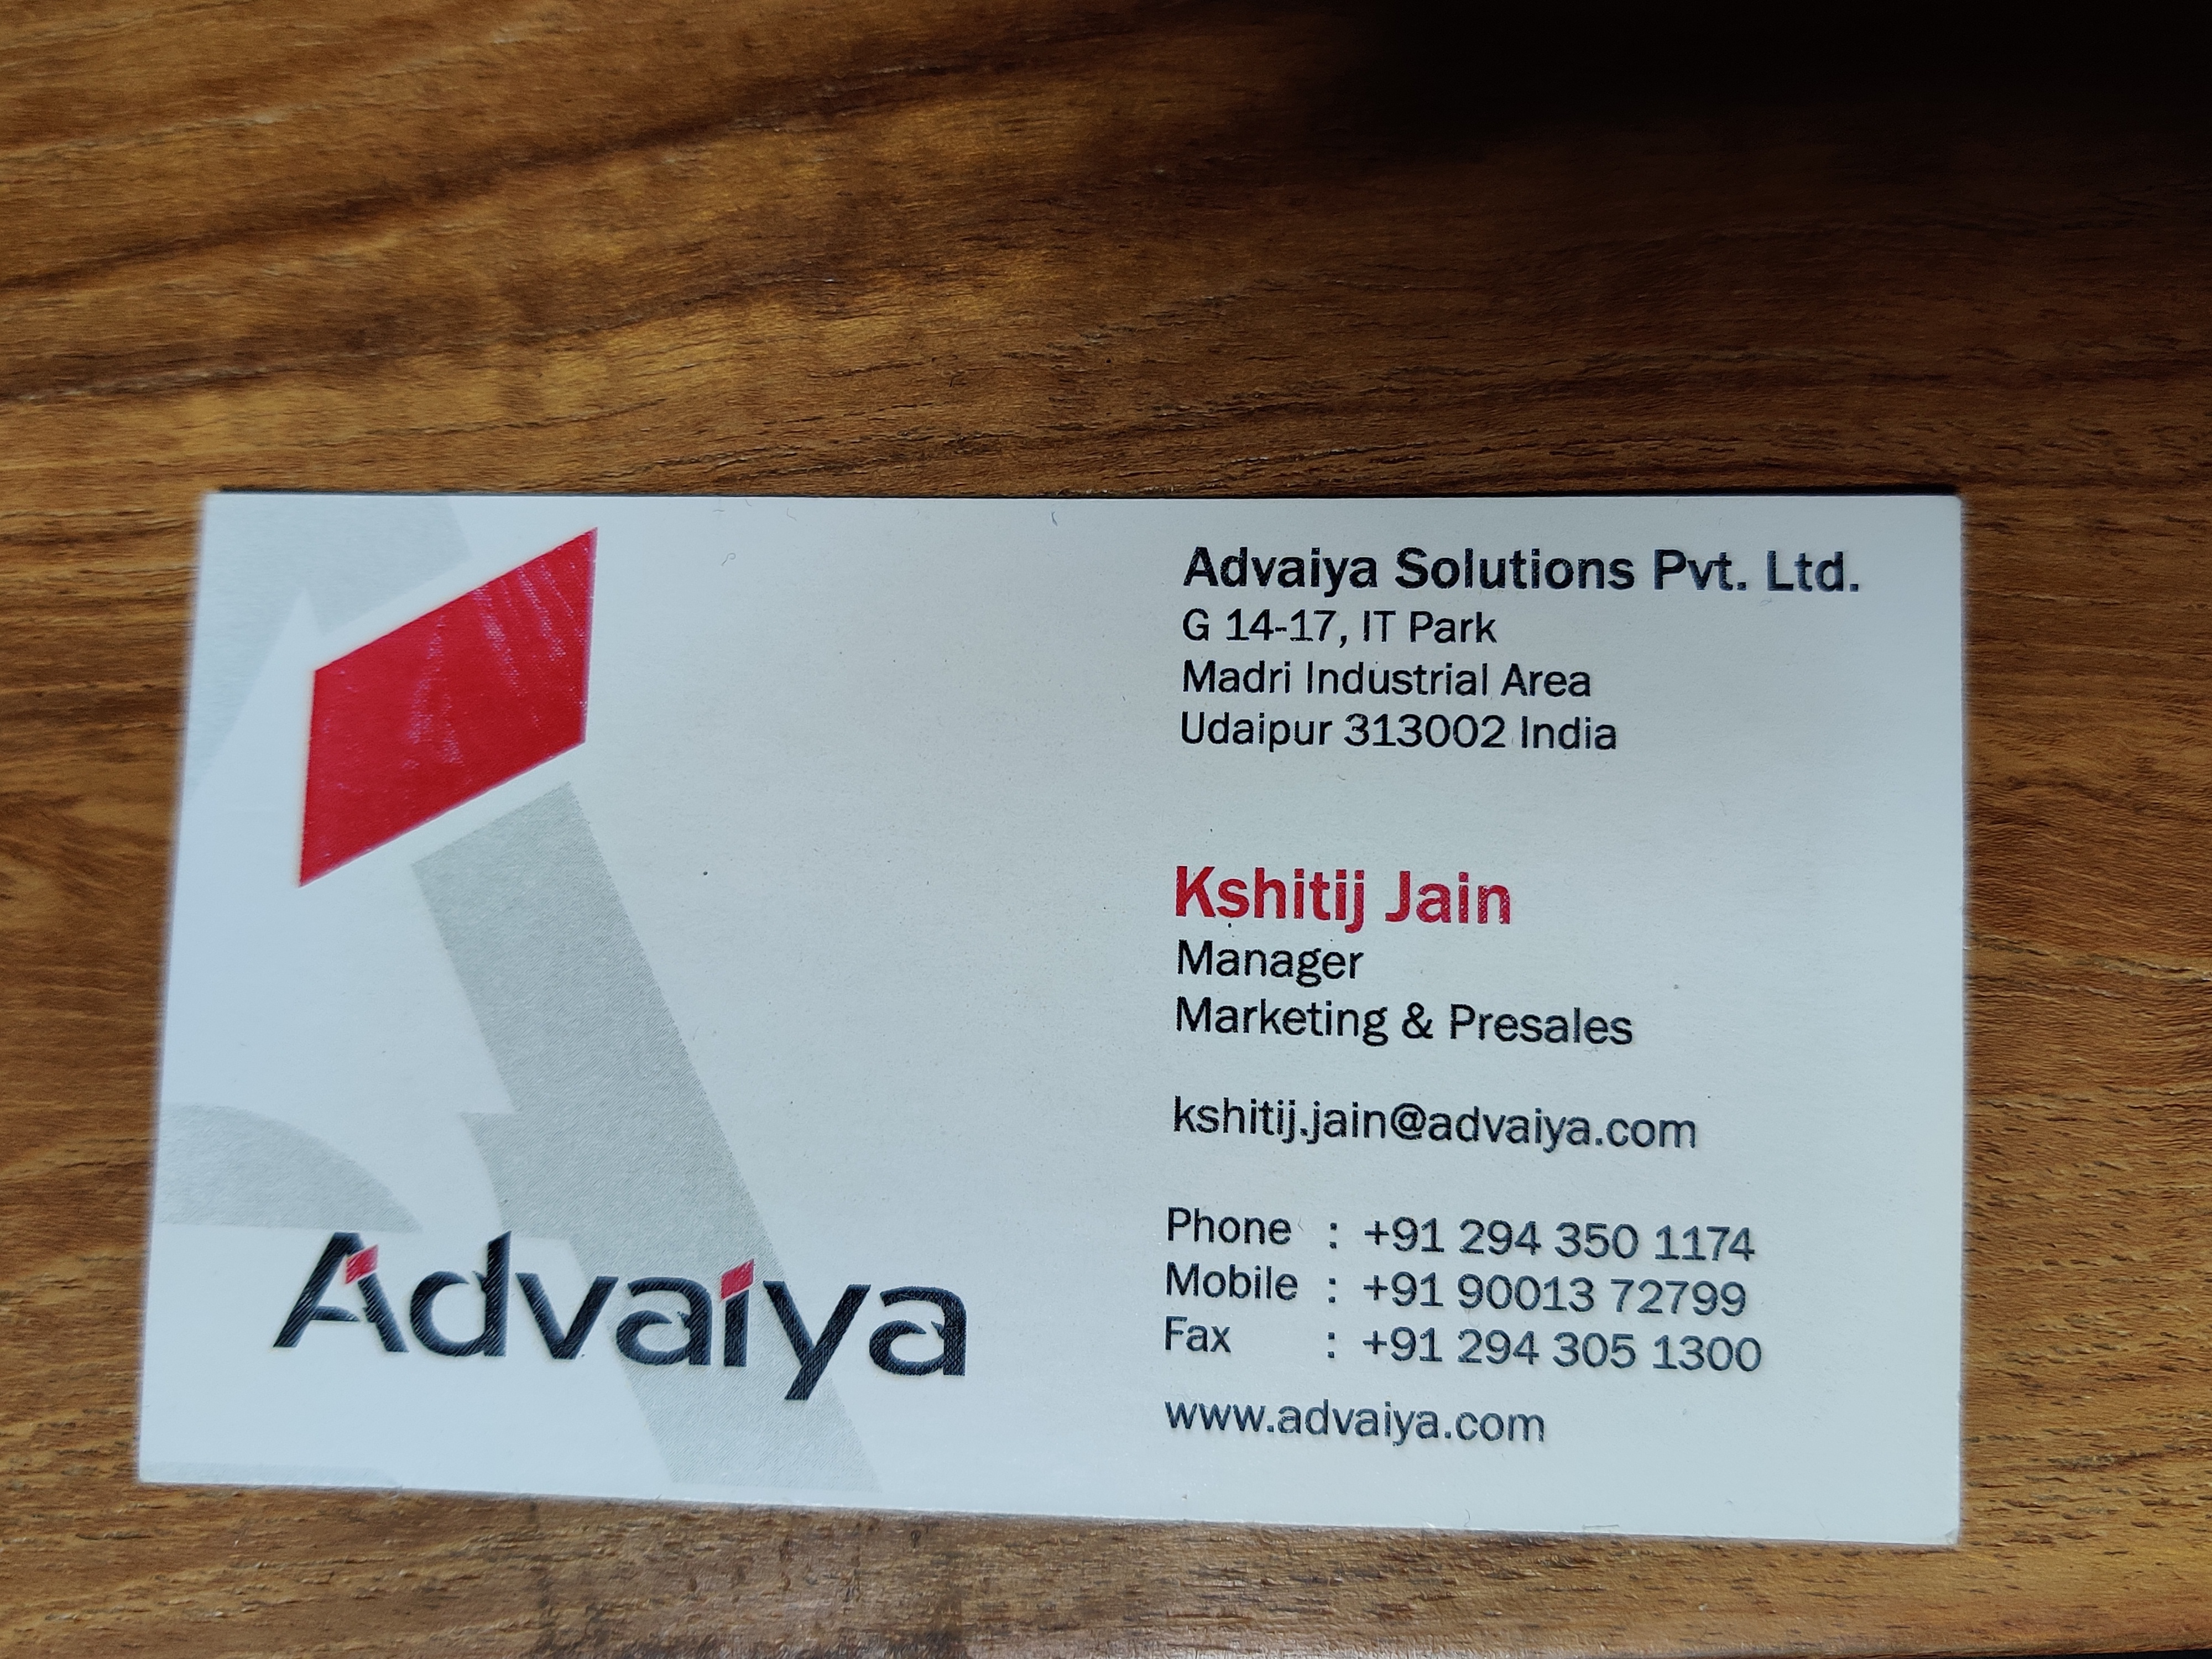 Advaiya Solutions Pvt. Ltd.
G 14-17, IT Park
Madri Industrial Area
Udaipur 313002 India
Kshitij Jain
Manager
Marketing & Presales
kshitij.jain@advaiya.com
Phone : +91 294 350 1174
Mobile : +91 90013 72799
Fax : +91 294 305 1300
www.advaiya.com
Advaiya